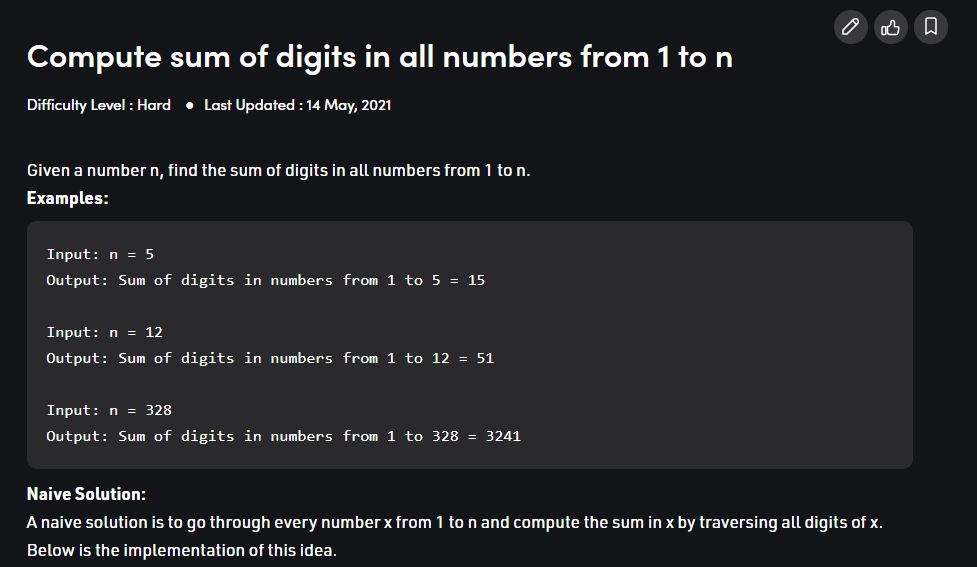 Compute sum of digits in all numbers from 1 to n
Difficulty Level : Hard ● Last Updated : 14 May, 2021
Given a number n, find the sum of digits in all numbers from 1 to n.
Examples:
Input: n = 5
Output: Sum of digits in numbers from 1 to 5 = 15
Input: n = 12
Output: Sum of digits in numbers from 1 to 12 = 51
Input: n = 328
Output: Sum of digits in numbers from 1 to 328 = 3241
Naive Solution:
A naive solution is to go through every number x from 1 to n and compute the sum in x by traversing all digits of x.
Below is the implementation of this idea.